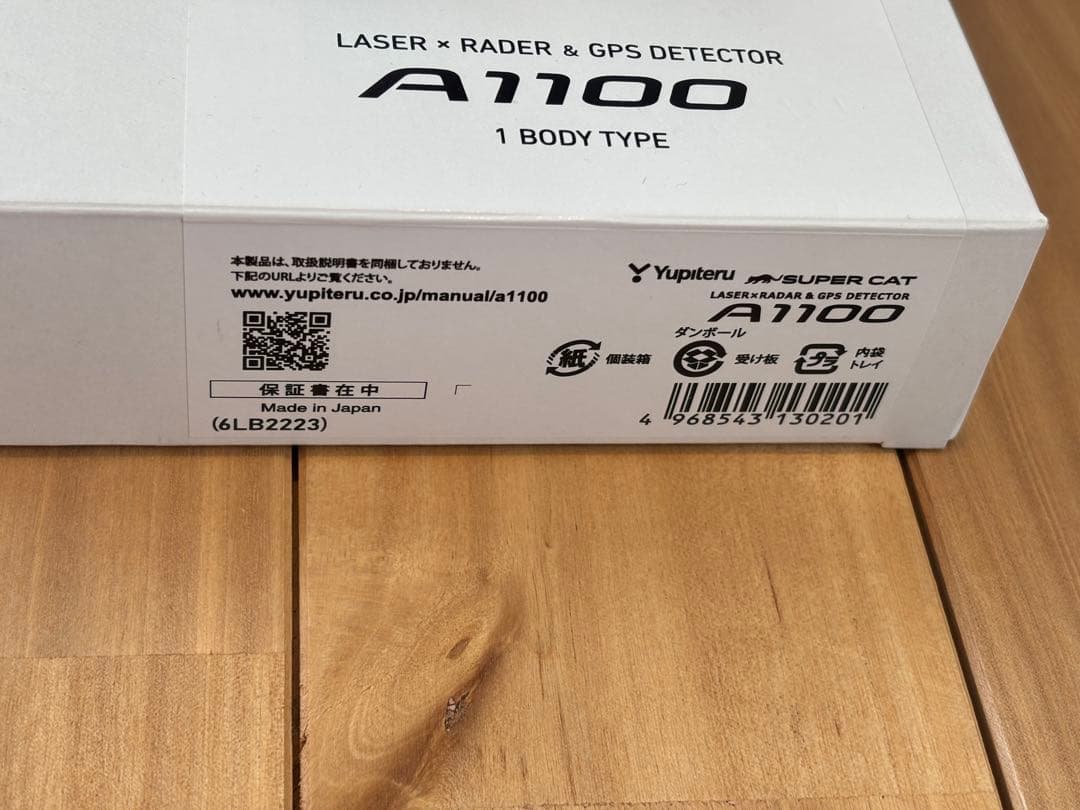 LASER × RADER & GPS DETECTOR
A1100
1 BODY TYPE
本製品は、取扱説明書を同梱しておりません。
下記のURLよりご覧ください。
www.yupiteru.co.jp/manual/a1100
保証書在中
Made in Japan
(6LB2223)
Yupiteru SUPER CAT
LASER×RADAR & GPS DETECTOR
A1100
紙 個装箱
ダンボール
受け板
プラ 内袋
トレイ
4 968543 130201